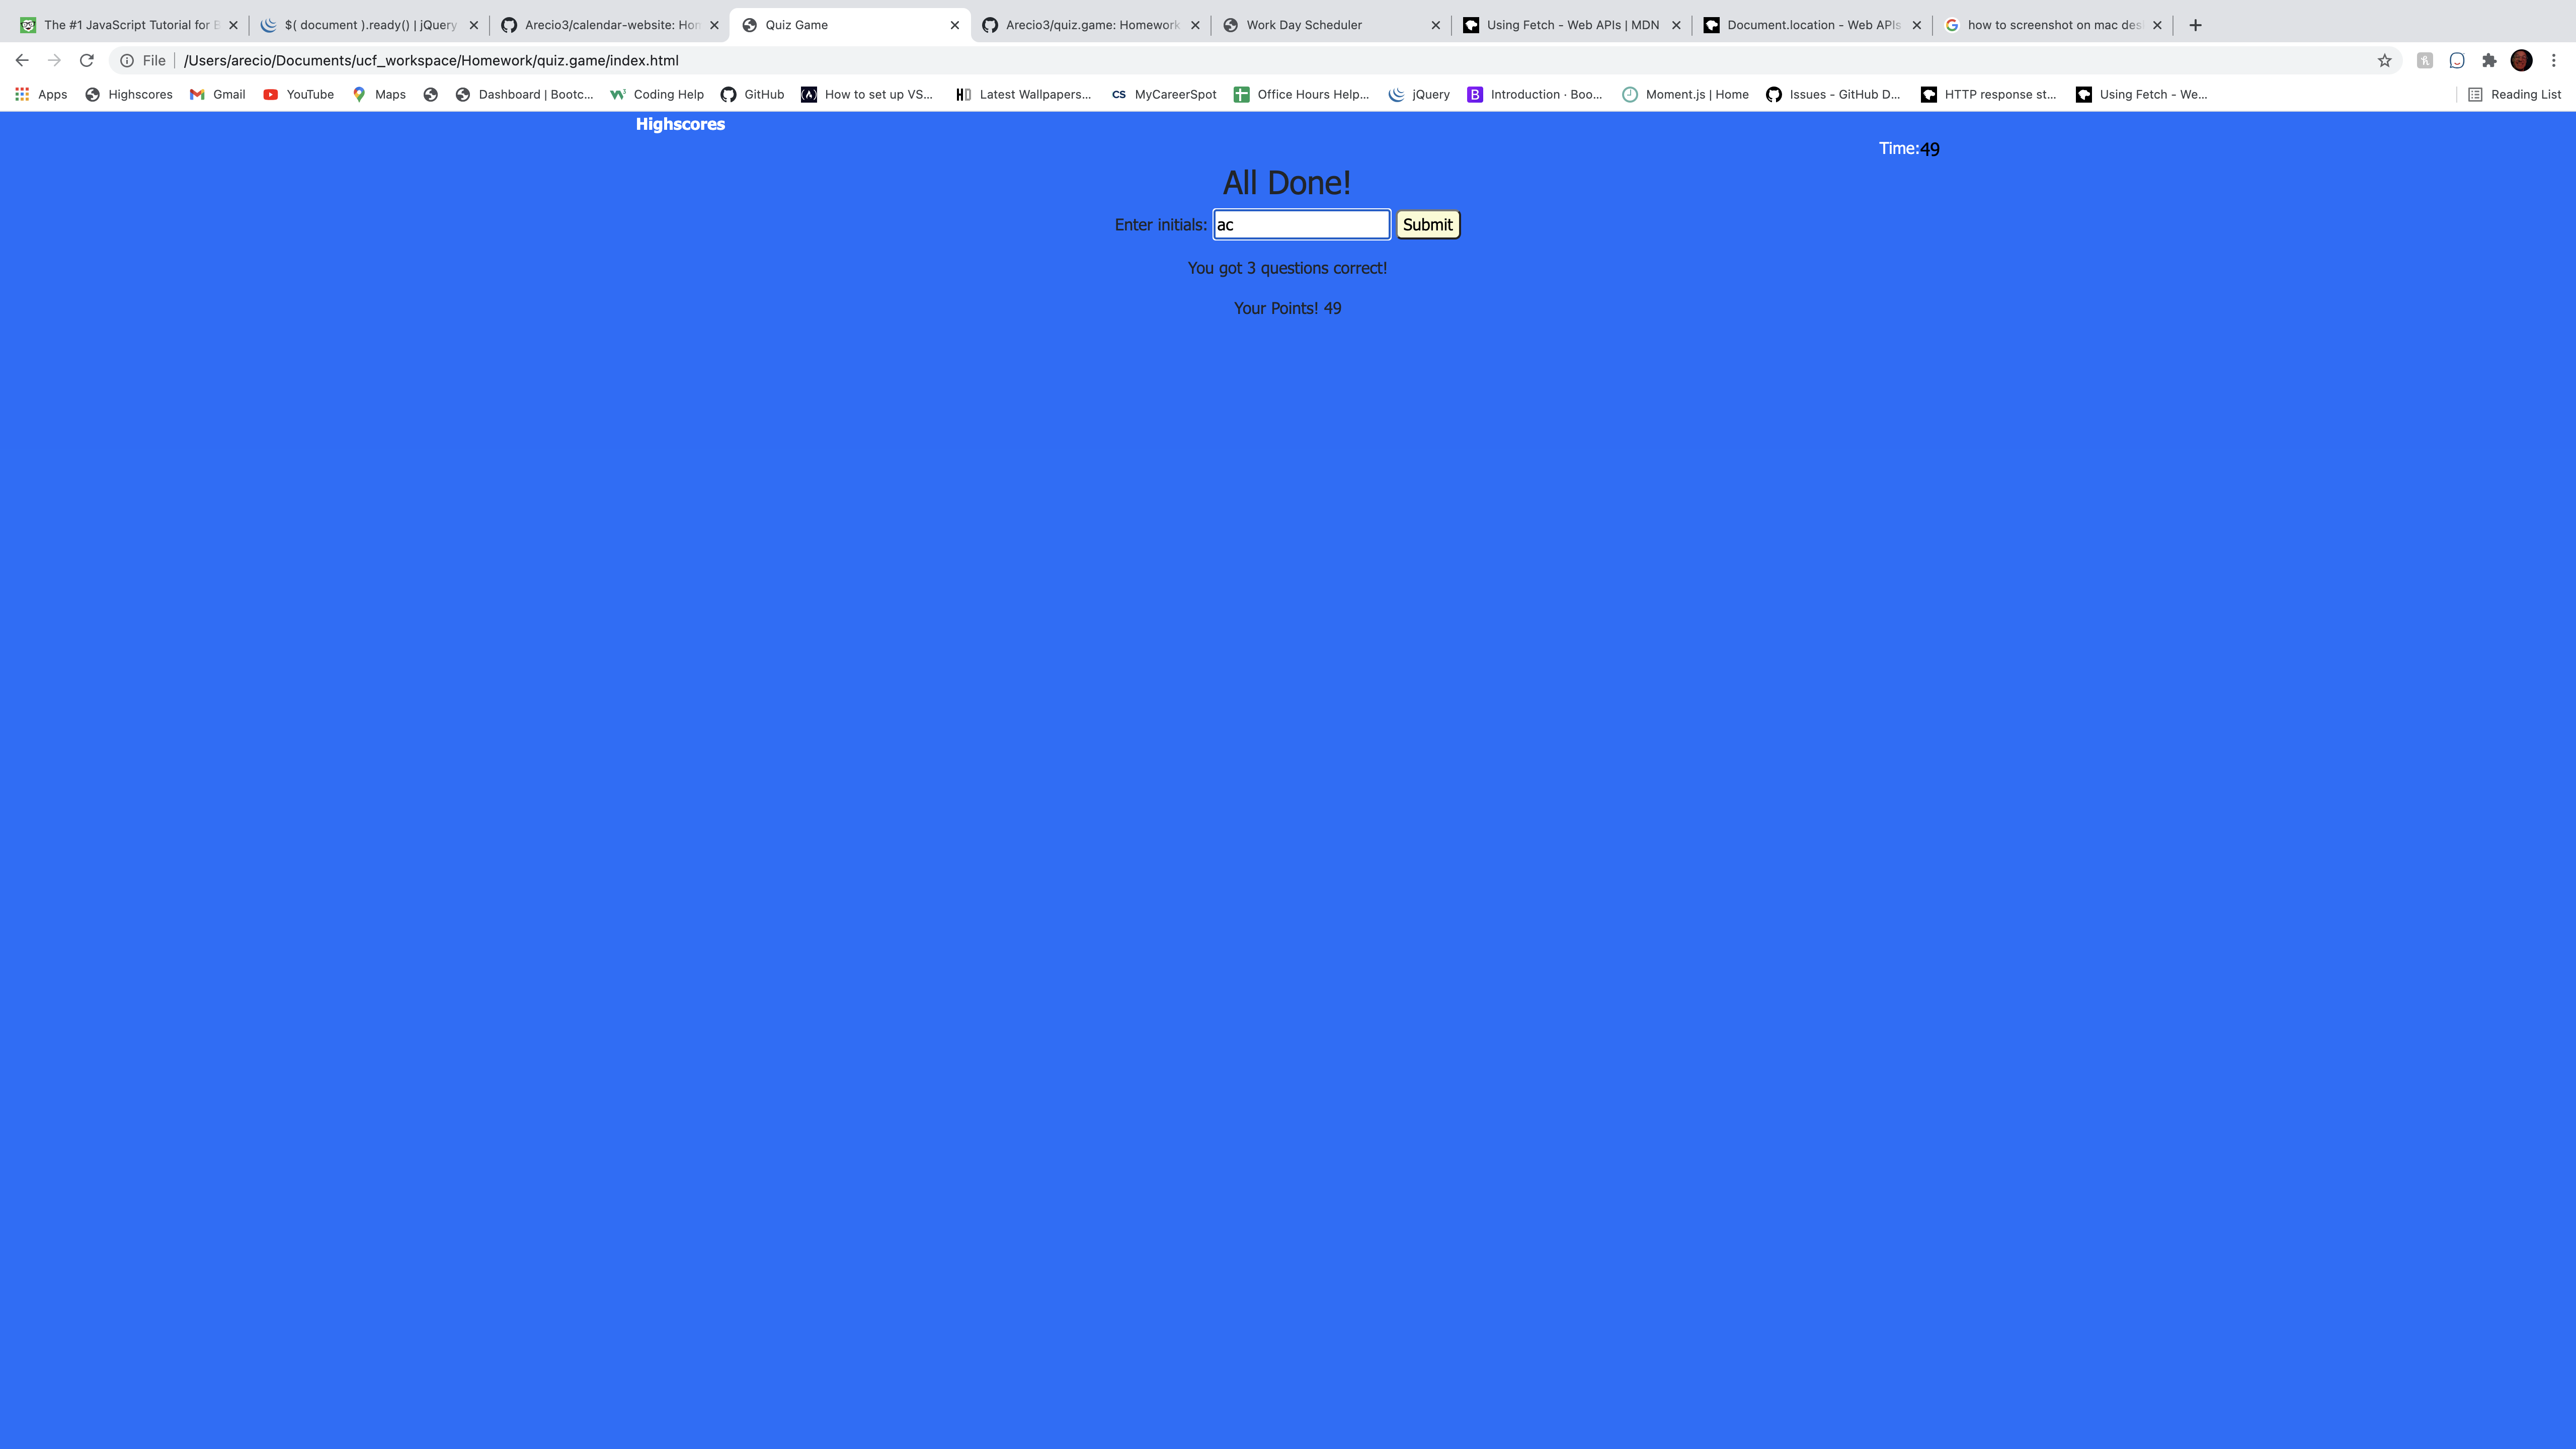 The #1 JavaScript Tutorial for B
$( document ).ready() | jQuery
Arecio3/calendar-website: Hom
Quiz Game
Arecio3/quiz.game: Homework
Work Day Scheduler
Using Fetch - Web APIs | MDN
Document.location - Web APIs
how to screenshot on mac des
File
/Users/arecio/Documents/ucf_workspace/Homework/quiz.game/index.html
Apps
Highscores
Gmail
YouTube
Maps
Dashboard | Bootc...
Coding Help
GitHub
How to set up VS...
Latest Wallpapers...
MyCareerSpot
Office Hours Help...
jQuery
Introduction · Boo...
Moment.js | Home
Issues - GitHub D...
HTTP response st...
Using Fetch - We...
Reading List
Highscores
Time:49
All Done!
Enter initials: ac Submit
You got 3 questions correct!
Your Points! 49